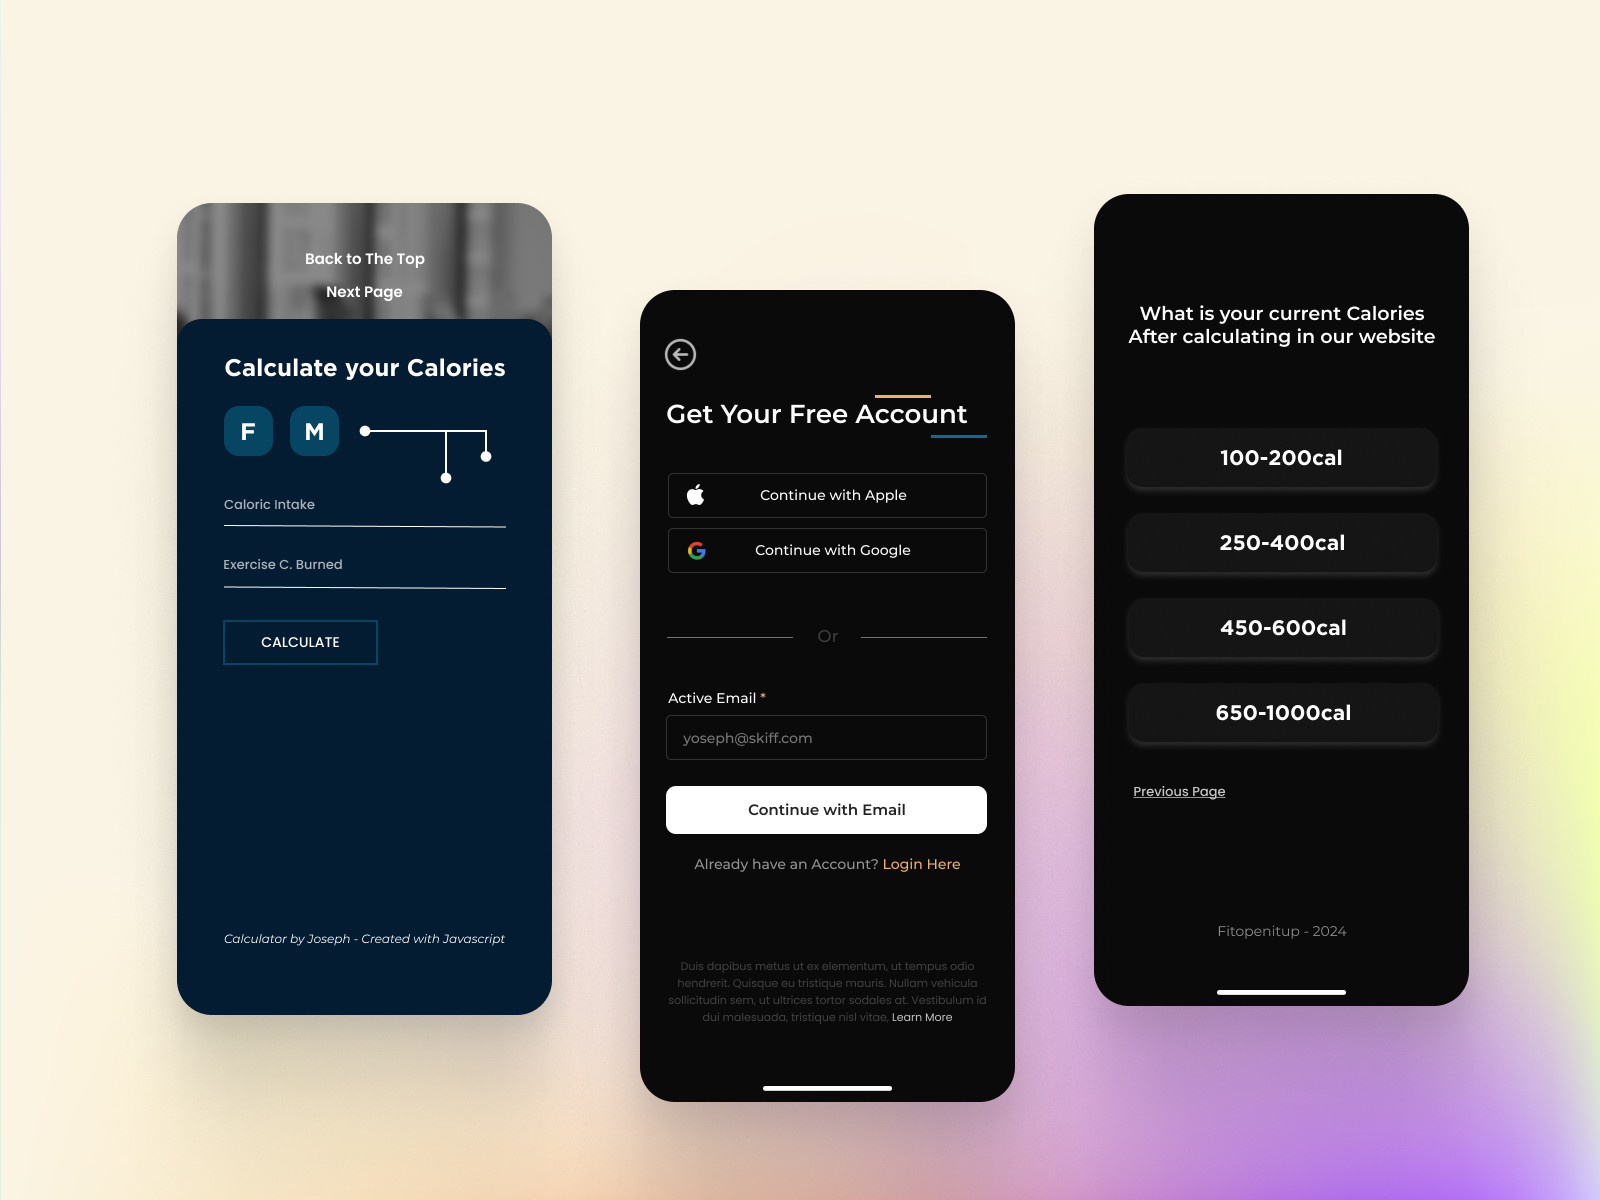 Back to The Top
Next Page
Calculate your Calories
F M
Caloric Intake
Exercise C. Burned
CALCULATE
Calculator by Joseph - Created with Javascript
Get Your Free Account
Continue with Apple
Continue with Google
Or
Active Email *
yoseph@skiff.com
Continue with Email
Already have an Account? Login Here
Duis dapibus metus ut ex elementum, ut tempus odio
hendrerit. Quisque eu tristique mauris. Nullam vehicula
sollicitudin sem, ut ultrices tortor sodales at. Vestibulum id
dui malesuada, tristique nisl vitae, Learn More
What is your current Calories
After calculating in our website
100-200cal
250-400cal
450-600cal
650-1000cal
Previous Page
Fitopenitup - 2024